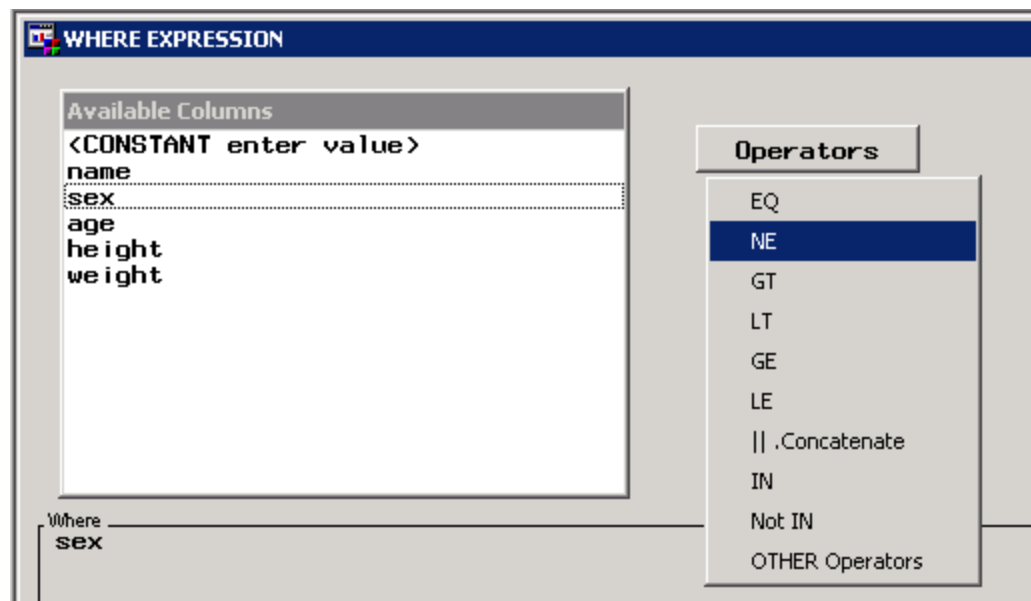 WHERE EXPRESSION
Available Columns
<CONSTANT enter value>
name
sex
age
height
weight
Operators
EQ
NE
GT
LT
GE
LE
|| .Concatenate
IN
Not IN
OTHER Operators
Where
sex